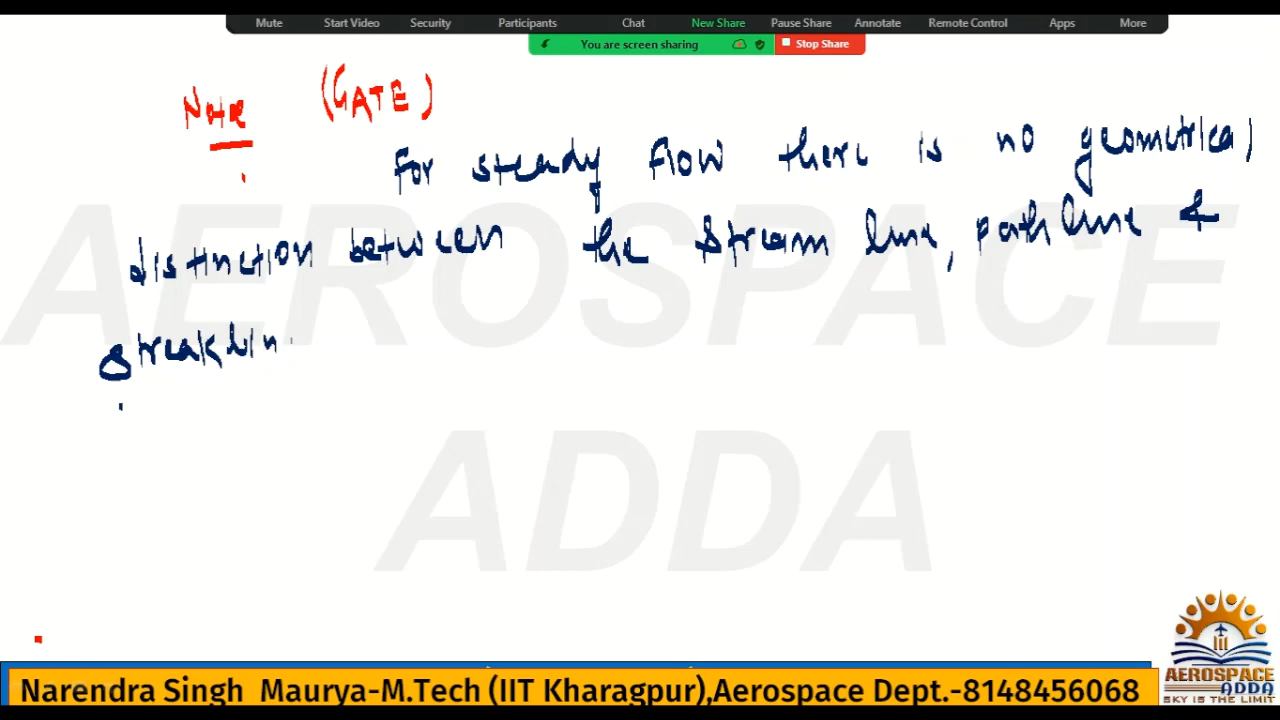 Mute Start Video Security Participants Chat New Share Pause Share Annotate Remote Control Apps More
You are screen sharing Stop Share
Note (GATE)
For steady flow there is no geometrical
distinction between the stream line, path line &
streaklin
AEROSPACE
ADDA
Narendra Singh Maurya-M.Tech (IIT Kharagpur),Aerospace Dept.-8148456068
AEROSPACE
ADDA
SKY IS THE LIMIT